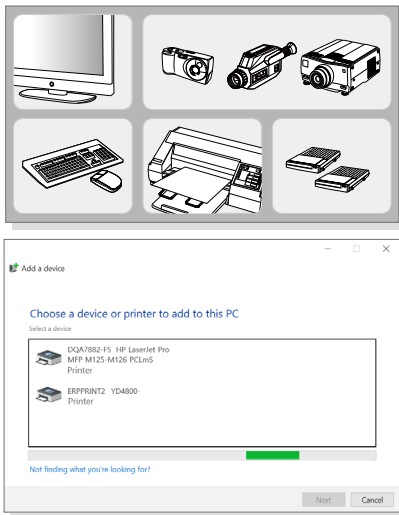 Add a device
Choose a device or printer to add to this PC
Select a device
DQA7882-F5 HP LaserJet Pro
MFP M125-M126 PCLmS
Printer
ERPPRINT2 YD4800-
Printer
Not finding what you're looking for?
Next Cancel